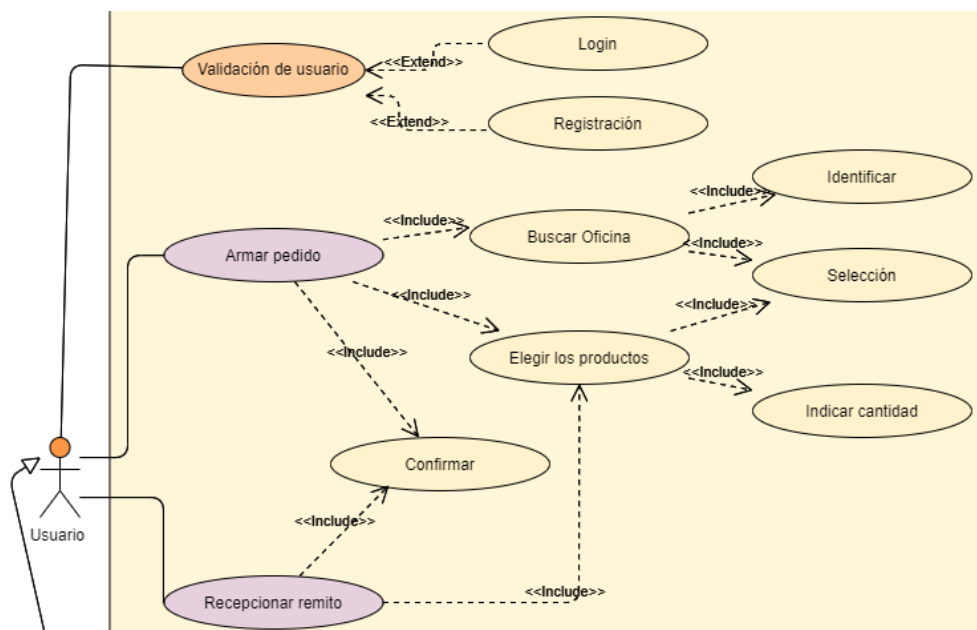 Login
Validación de usuario
<<Extend>>
<<Extend>>
Registración
Identificar
<<Include>>
<<Include>>
Buscar Oficina
<<Include>>
Armar pedido
Selección
<<Include>>
<<Include>>
<<Include>>
Elegir los productos
<<Include>>
Indicar cantidad
Confirmar
<<Include>>
Usuario
<<Include>>
Recepcionar remito